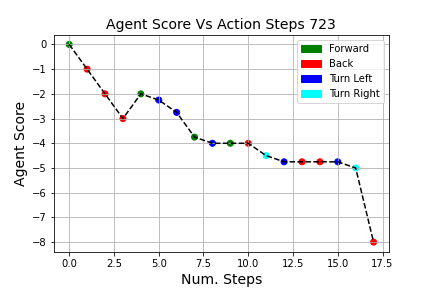 Agent Score Vs Action Steps 723
Forward
Back
Turn Left
Turn Right
Agent Score
0
−1
−2
−3
−4
−5
−6
−7
−8
0.0 2.5 5.0 7.5 10.0 12.5 15.0 17.5
Num. Steps